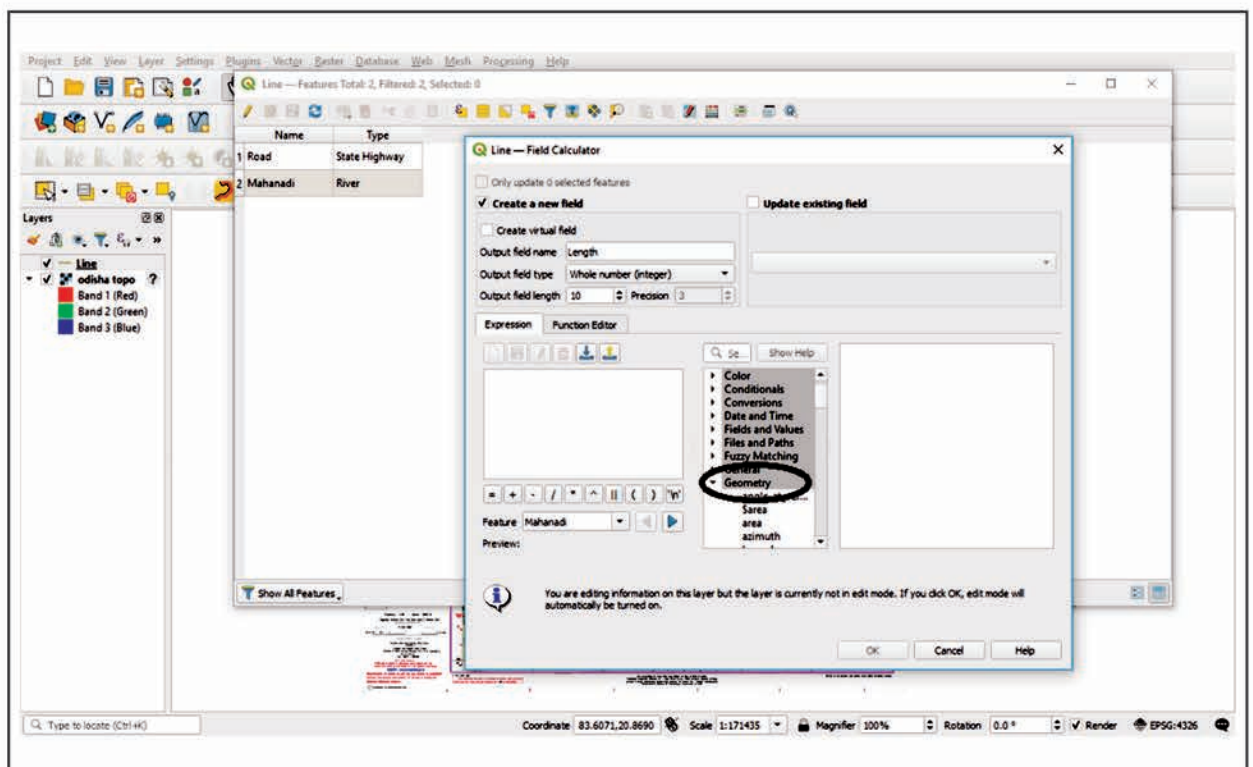 Project Edit View Layer Settings Plugins Vector Raster Database Web Mesh Processing Help
Line — Features Total: 2, Filtered: 2, Selected: 0
Name Type
1 Road State Highway
2 Mahanadi River
Layers
Line
odisha topo ?
Band 1 (Red)
Band 2 (Green)
Band 3 (Blue)
Line — Field Calculator
Only update 0 selected features
Create a new field
Update existing field
Create virtual field
Output field name Length
Output field type Whole number (integer)
Output field length 10 Precision 3
Expression Function Editor
Se... Show Help
Color
Conditionals
Conversions
Date and Time
Fields and Values
Files and Paths
Fuzzy Matching
General
Geometry
$area
area
azimuth
= + - / * ^ || ( ) '\n'
Feature Mahanadi
Preview:
You are editing information on this layer but the layer is currently not in edit mode. If you click OK, edit mode will
automatically be turned on.
OK Cancel Help
Show All Features
Type to locate (Ctrl+K)
Coordinate 83.6071,20.8690 Scale 1:171435 Magnifier 100% Rotation 0.0 ° Render EPSG:4326